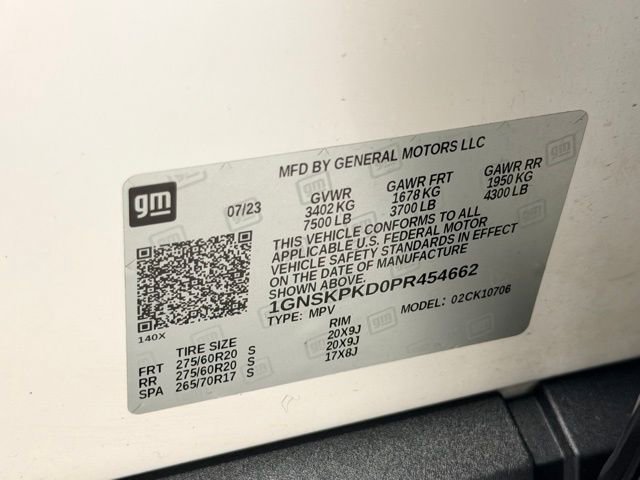 MFD BY GENERAL MOTORS LLC
gm
07/23
GVWR GAWR FRT GAWR RR
3402 KG 1678 KG 1950 KG
7500 LB 3700 LB 4300 LB
THIS VEHICLE CONFORMS TO ALL
APPLICABLE U.S. FEDERAL MOTOR
VEHICLE SAFETY STANDARDS IN EFFECT
ON THE DATE OF MANUFACTURE
SHOWN ABOVE.
1GNSKPKD0PR454662
TYPE: MPV MODEL: 02CK10706
140X
TIRE SIZE RIM
FRT 275/60R20 S 20X9J
RR 275/60R20 S 20X9J
SPA 265/70R17 S 17X8J